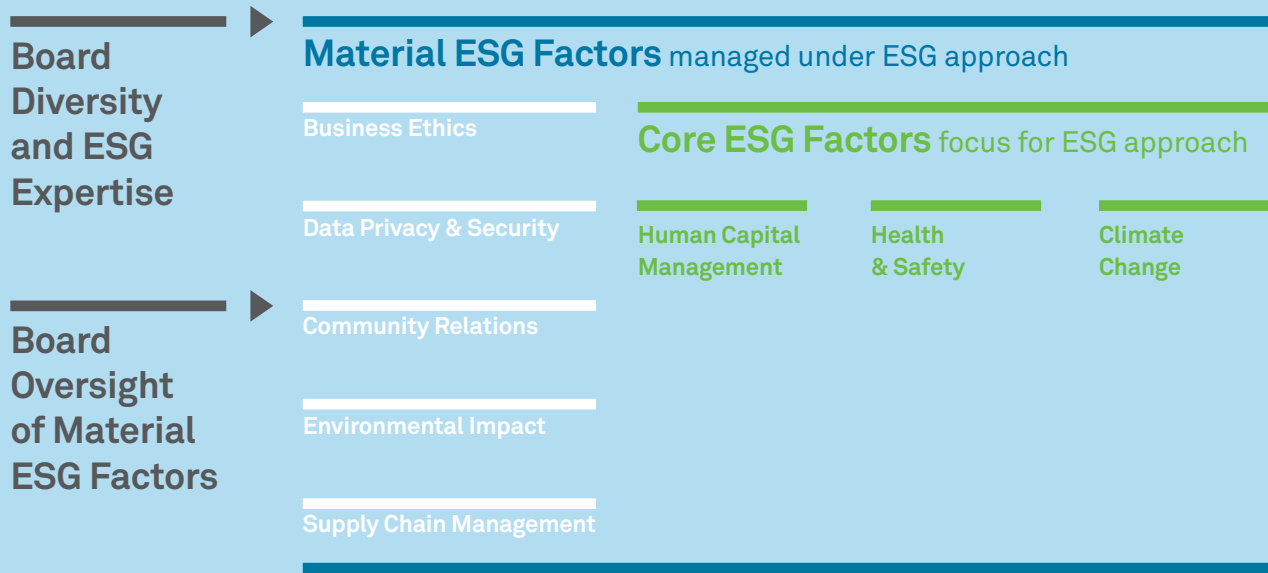 Board
Diversity
and ESG
Expertise
Board
Oversight
of Material
ESG Factors
Material ESG Factors managed under ESG approach
Business Ethics
Data Privacy & Security
Community Relations
Environmental Impact
Supply Chain Management
Core ESG Factors focus for ESG approach
Human Capital
Management
Health
& Safety
Climate
Change